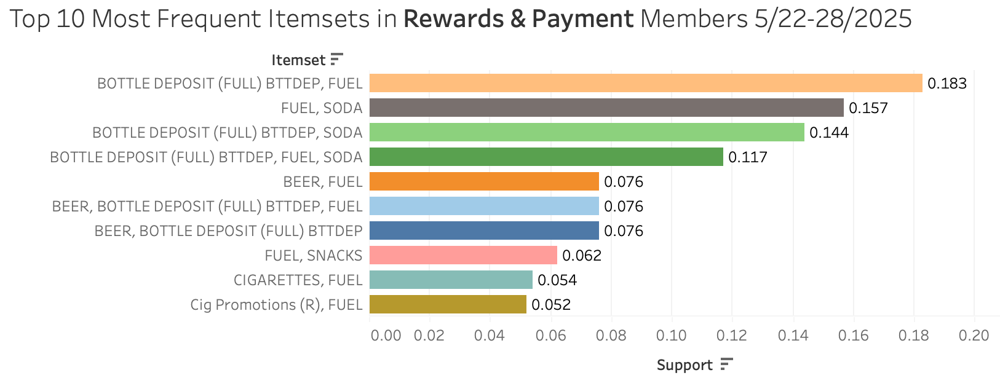 Top 10 Most Frequent Itemsets in Rewards & Payment Members 5/22-28/2025
Itemset
BOTTLE DEPOSIT (FULL) BTTDEP, FUEL 0.183
FUEL, SODA 0.157
BOTTLE DEPOSIT (FULL) BTTDEP, SODA 0.144
BOTTLE DEPOSIT (FULL) BTTDEP, FUEL, SODA 0.117
BEER, FUEL 0.076
BEER, BOTTLE DEPOSIT (FULL) BTTDEP, FUEL 0.076
BEER, BOTTLE DEPOSIT (FULL) BTTDEP 0.076
FUEL, SNACKS 0.062
CIGARETTES, FUEL 0.054
Cig Promotions (R), FUEL 0.052
0.00 0.02 0.04 0.06 0.08 0.10 0.12 0.14 0.16 0.18 0.20
Support